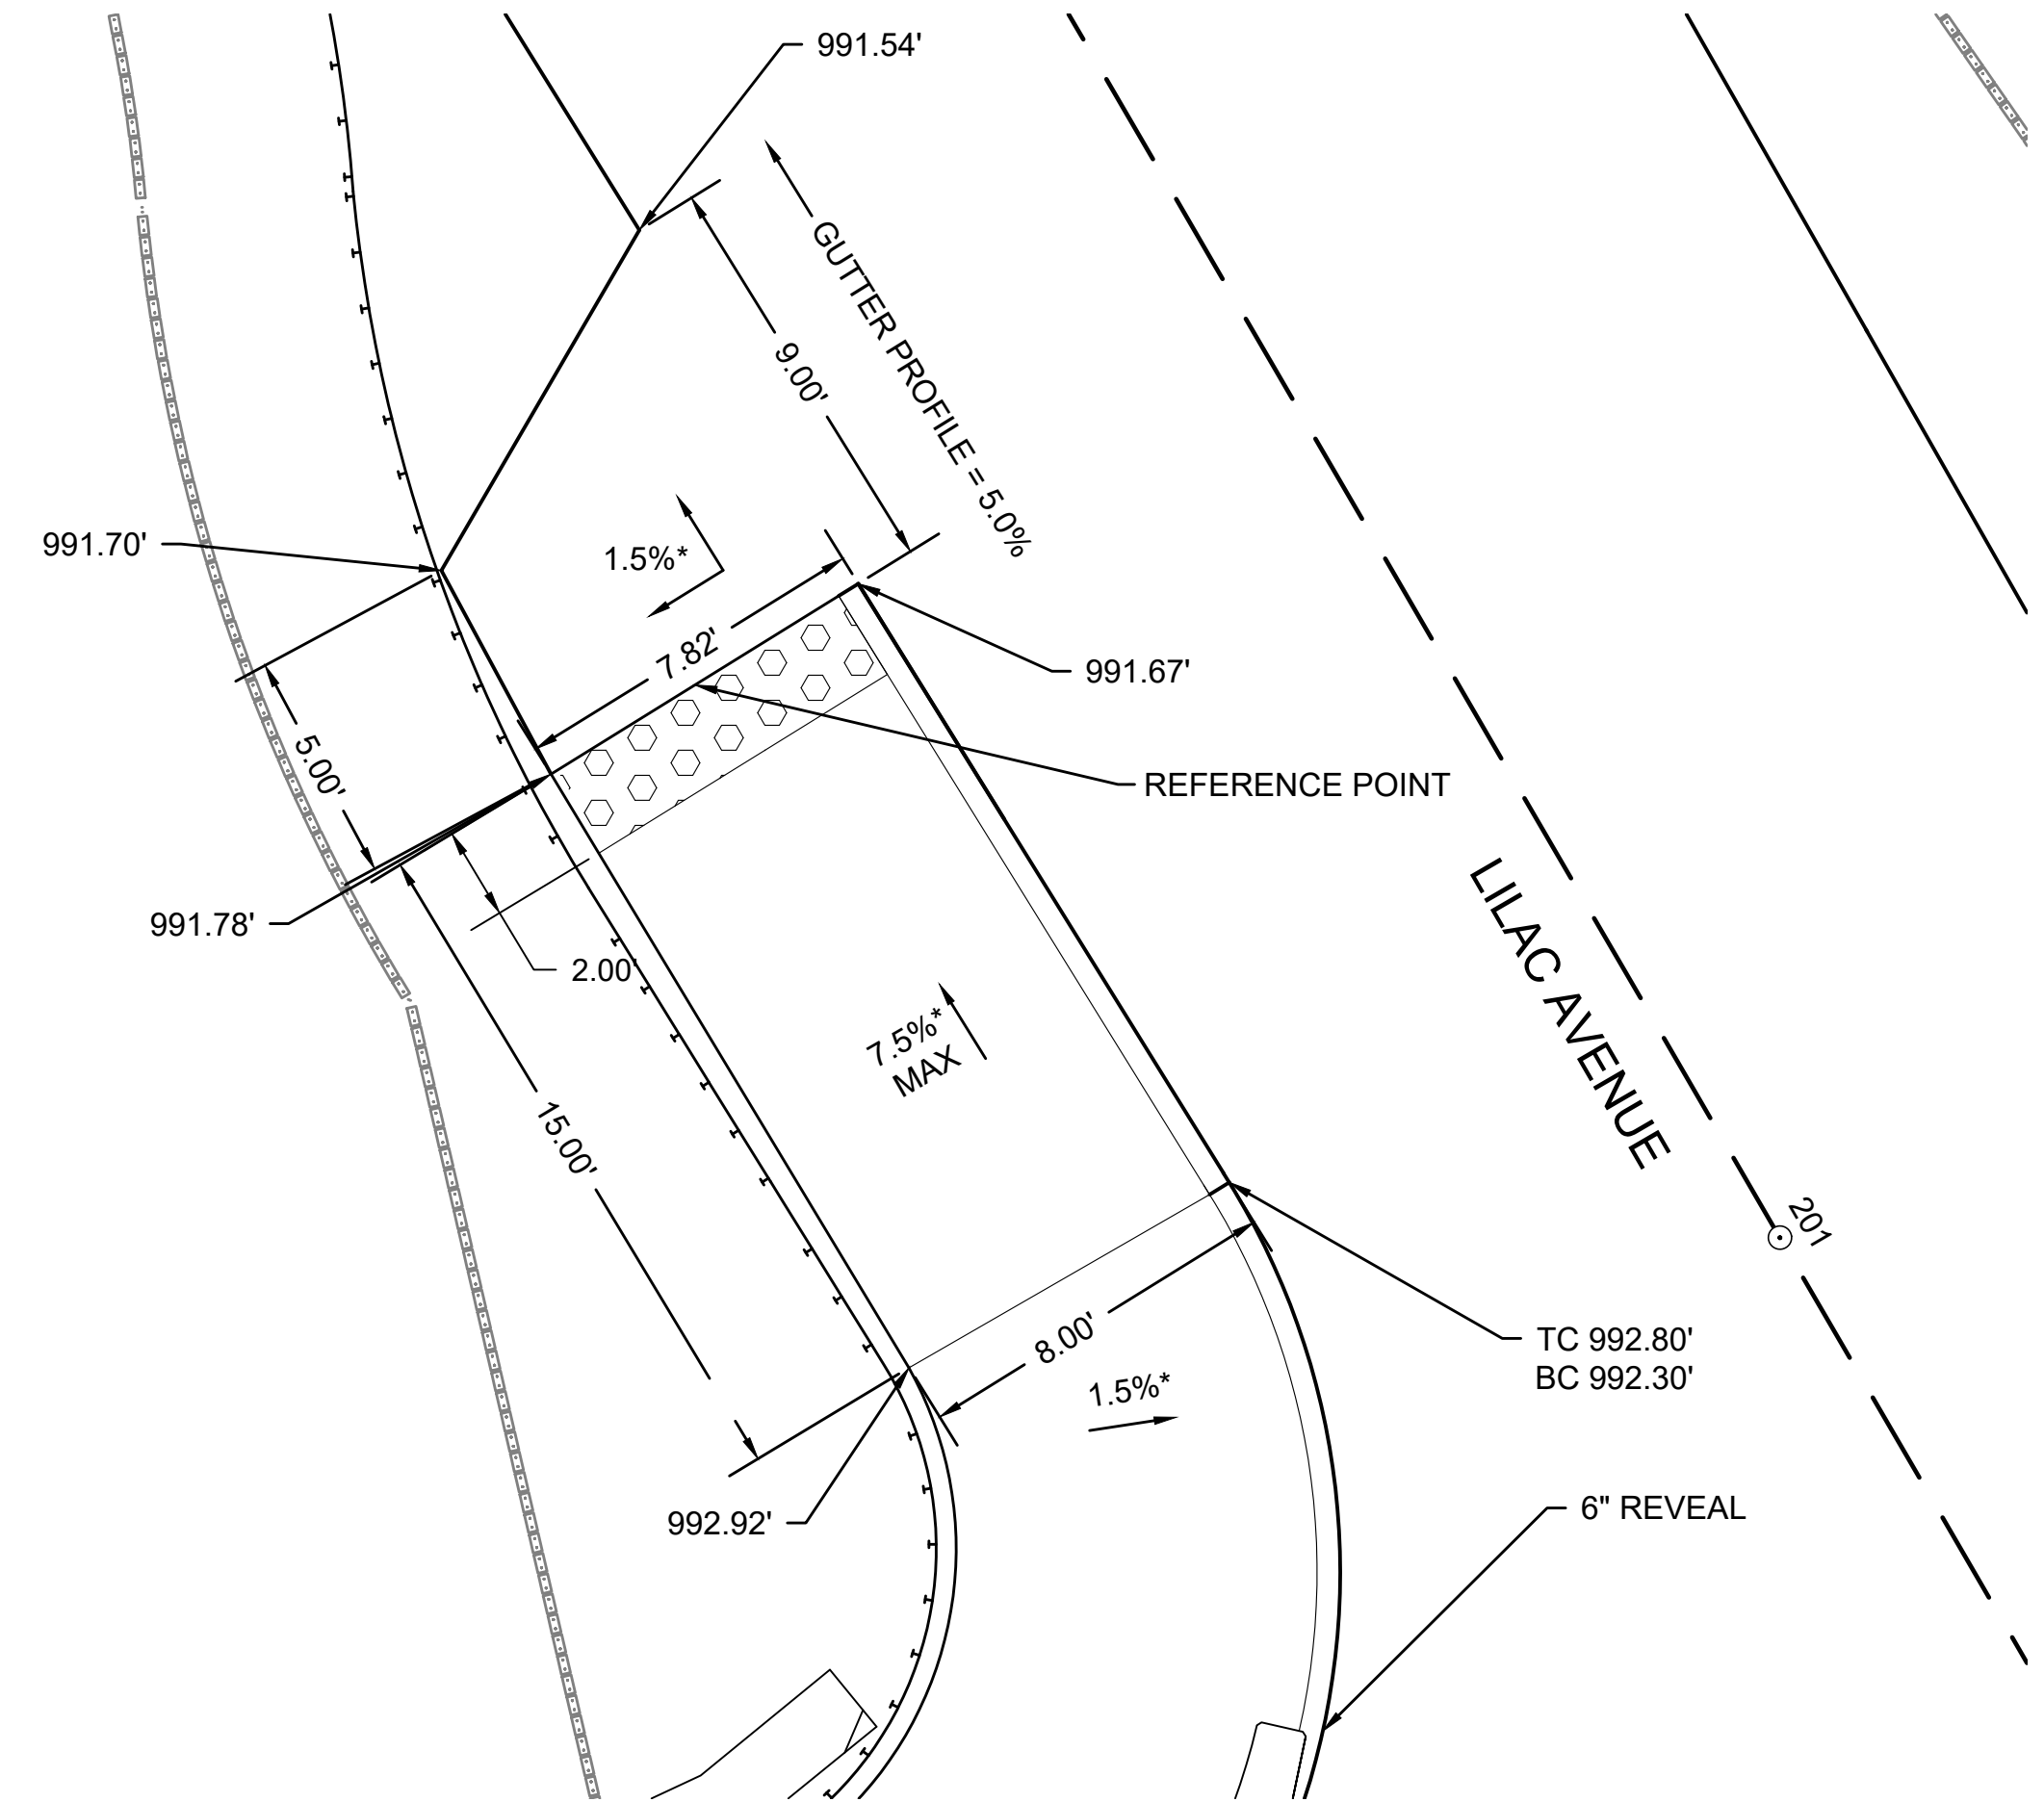 991.54'
GUTTER PROFILE = 5.0%
9.00'
991.70'
1.5%*
7.82'
991.67'
5.00'
REFERENCE POINT
991.78'
2.00'
LILAC AVENUE
7.5%*
MAX
15.00'
201
8.00'
TC 992.80'
BC 992.30'
1.5%*
992.92'
6" REVEAL